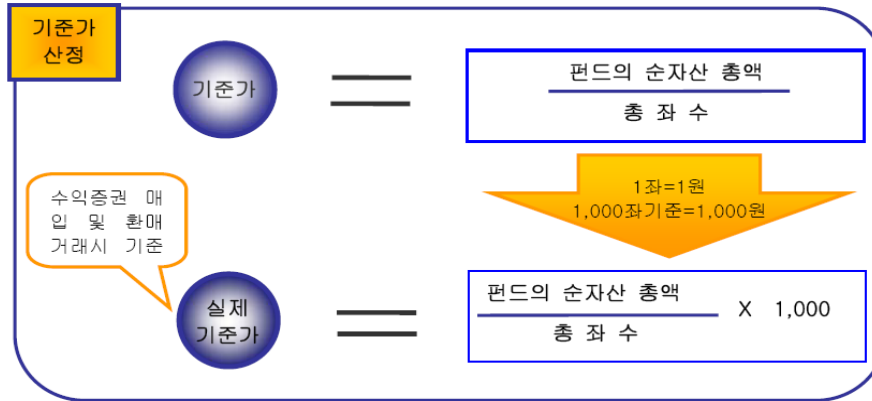 기준가
산정
기준가
펀드의 순자산 총액
총 좌 수
1좌=1원
1,000좌기준=1,000원
수익증권 매
입 및 환매
거래시 기준
실제
기준가
펀드의 순자산 총액
총 좌 수
X 1,000